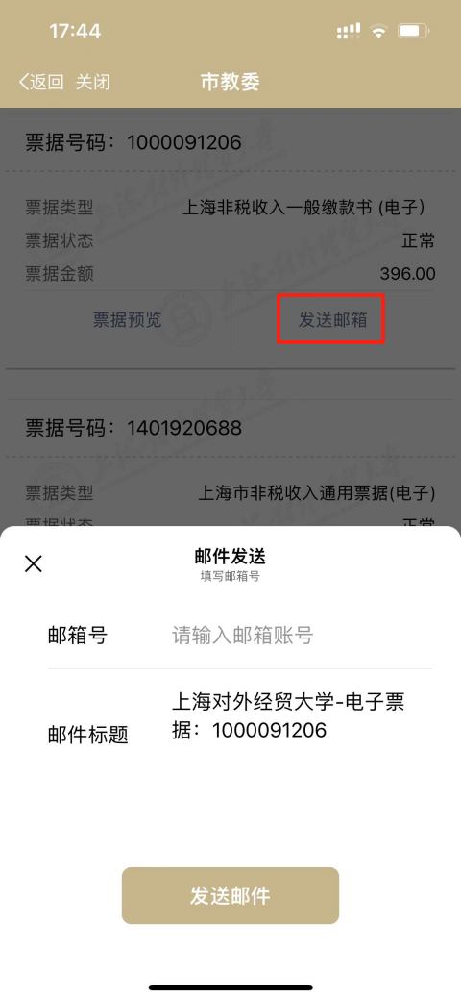 17:44
返回 关闭 市教委
票据号码：1000091206
票据类型 上海非税收入一般缴款书 (电子）
票据状态 正常
票据金额 396.00
票据预览 发送邮箱
票据号码：1401920688
票据类型 上海市非税收入通用票据(电子)
票据状态 正常
邮件发送
填写邮箱号
邮箱号 请输入邮箱账号
上海对外经贸大学-电子票
邮件标题
据：1000091206
发送邮件